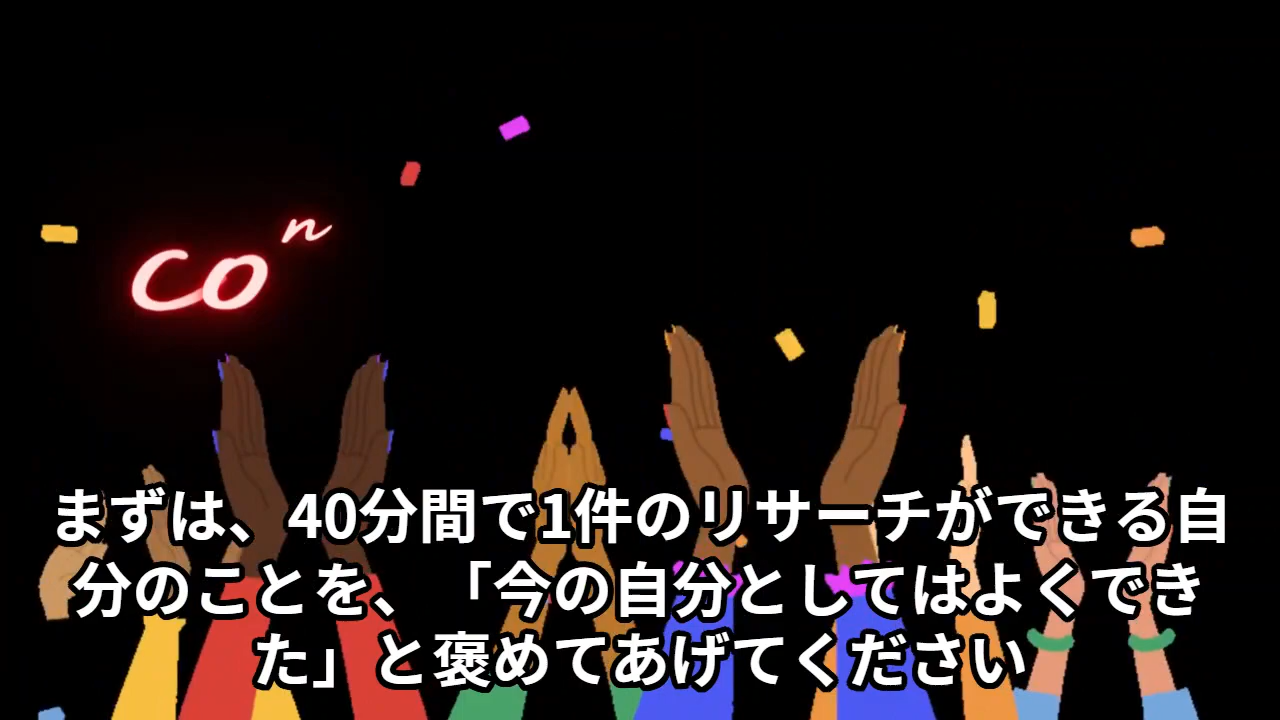 con
まずは、40分間で1件のリサーチができる自
分のことを、「今の自分としてはよくでき
た」と褒めてあげてください